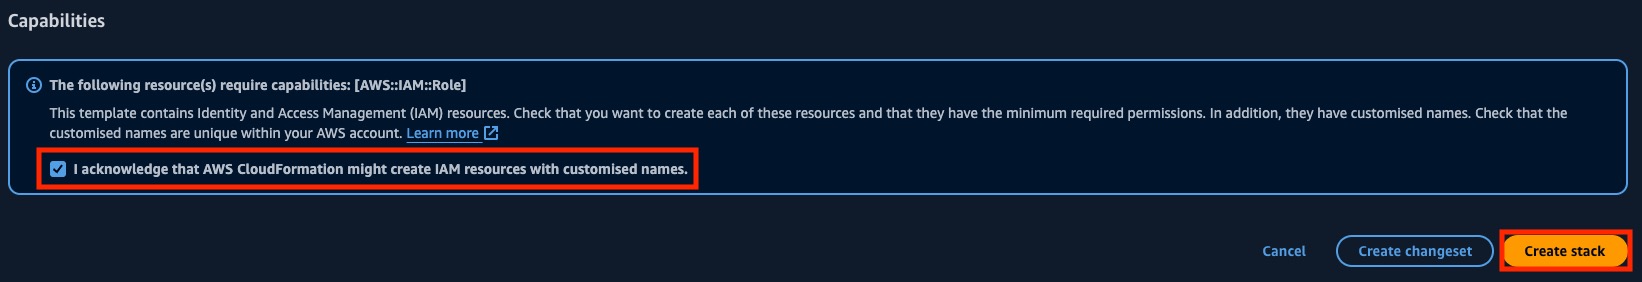 Capabilities
The following resource(s) require capabilities: [AWS::IAM::Role]
This template contains Identity and Access Management (IAM) resources. Check that you want to create each of these resources and that they have the minimum required permissions. In addition, they have customised names. Check that the
customised names are unique within your AWS account. Learn more
I acknowledge that AWS CloudFormation might create IAM resources with customised names.
Cancel Create changeset Create stack